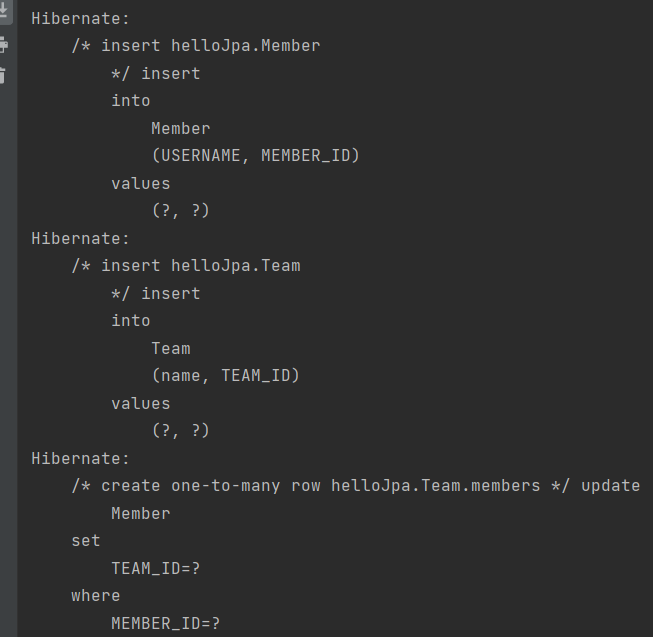 Hibernate:
    /* insert helloJpa.Member
        */ insert
        into
            Member
            (USERNAME, MEMBER_ID)
        values
            (?, ?)
Hibernate:
    /* insert helloJpa.Team
        */ insert
        into
            Team
            (name, TEAM_ID)
        values
            (?, ?)
Hibernate:
    /* create one-to-many row helloJpa.Team.members */ update
        Member
    set
        TEAM_ID=?
    where
        MEMBER_ID=?